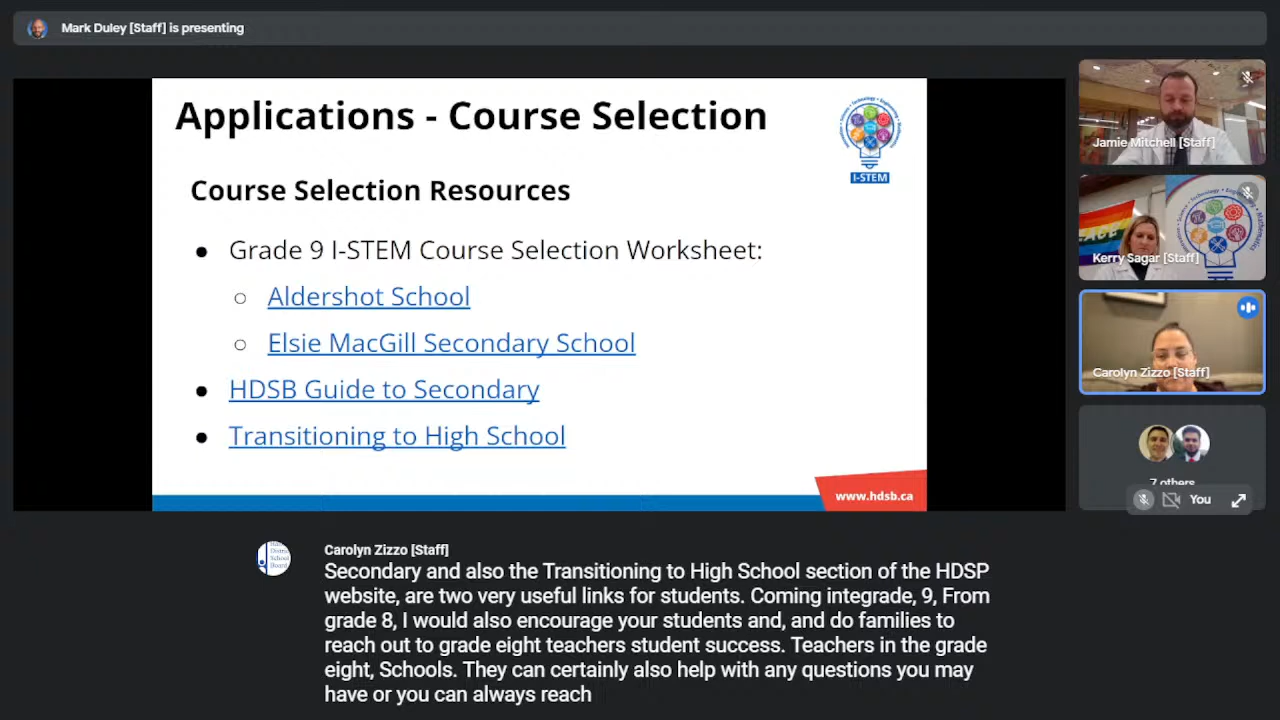 Mark Duley [Staff] is presenting
Applications - Course Selection
I-STEM
Course Selection Resources
● Grade 9 I-STEM Course Selection Worksheet:
○ Aldershot School
○ Elsie MacGill Secondary School
● HDSB Guide to Secondary
● Transitioning to High School
www.hdsb.ca
Jamie Mitchell [Staff]
Kerry Sagar [Staff]
Carolyn Zizzo [Staff]
7 others
You
Carolyn Zizzo [Staff]
Secondary and also the Transitioning to High School section of the HDSP
website, are two very useful links for students. Coming integrade, 9, From
grade 8, I would also encourage your students and, and do families to
reach out to grade eight teachers student success. Teachers in the grade
eight, Schools. They can certainly also help with any questions you may
have or you can always reach